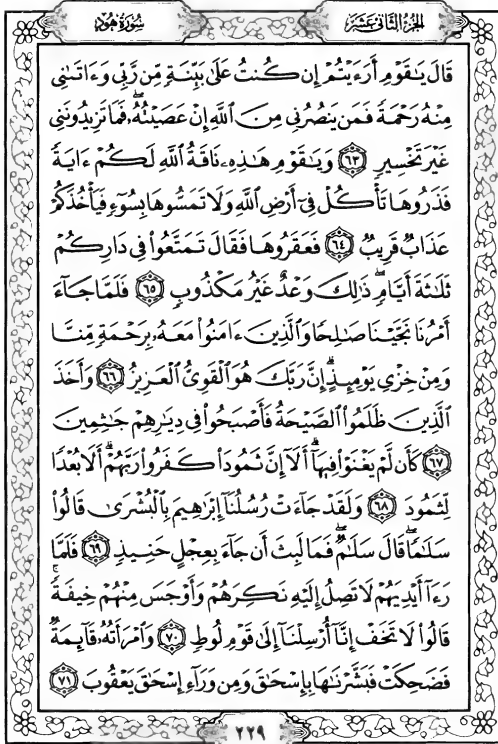 الجزء الثاني عشر
سورة هود
قَالَ يَٰقَوْمِ أَرَءَيْتُمْ إِن كُنتُ عَلَىٰ بَيِّنَةٍ مِّن رَّبِّى وَءَاتَىٰنِى
مِنْهُ رَحْمَةً فَمَن يَنصُرُنِى مِنَ ٱللَّهِ إِنْ عَصَيْتُهُۥ ۖ فَمَا تَزِيدُونَنِى
غَيْرَ تَخْسِيرٍ ٦٣ وَيَٰقَوْمِ هَٰذِهِۦ نَاقَةُ ٱللَّهِ لَكُمْ ءَايَةً
فَذَرُوهَا تَأْكُلْ فِىٓ أَرْضِ ٱللَّهِ وَلَا تَمَسُّوهَا بِسُوٓءٍ فَيَأْخُذَكُمْ
عَذَابٌ قَرِيبٌ ٦٤ فَعَقَرُوهَا فَقَالَ تَمَتَّعُوا۟ فِى دَارِكُمْ
ثَلَٰثَةَ أَيَّامٍ ۖ ذَٰلِكَ وَعْدٌ غَيْرُ مَكْذُوبٍ ٦٥ فَلَمَّا جَآءَ
أَمْرُنَا نَجَّيْنَا صَٰلِحًا وَٱلَّذِينَ ءَامَنُوا۟ مَعَهُۥ بِرَحْمَةٍ مِّنَّا
وَمِنْ خِزْىِ يَوْمِئِذٍ ۗ إِنَّ رَبَّكَ هُوَ ٱلْقَوِىُّ ٱلْعَزِيزُ ٦٦ وَأَخَذَ
ٱلَّذِينَ ظَلَمُوا۟ ٱلصَّيْحَةُ فَأَصْبَحُوا۟ فِى دِيَٰرِهِمْ جَٰثِمِينَ
٦٧ كَأَن لَّمْ يَغْنَوْا۟ فِيهَآ ۗ أَلَآ إِنَّ ثَمُودَا۟ كَفَرُوا۟ رَبَّهُمْ ۗ أَلَا بُعْدًا
لِّثَمُودَ ٦٨ وَلَقَدْ جَآءَتْ رُسُلُنَآ إِبْرَٰهِيمَ بِٱلْبُشْرَىٰ قَالُوا۟
سَلَٰمًا ۖ قَالَ سَلَٰمٌ ۖ فَمَا لَبِثَ أَن جَآءَ بِعِجْلٍ حَنِيذٍ ٦٩ فَلَمَّا
رَءَآ أَيْدِيَهُمْ لَا تَصِلُ إِلَيْهِ نَكِرَهُمْ وَأَوْجَسَ مِنْهُمْ خِيفَةً ۚ
قَالُوا۟ لَا تَخَفْ إِنَّآ أُرْسِلْنَآ إِلَىٰ قَوْمِ لُوطٍ ٧٠ وَٱمْرَأَتُهُۥ قَآئِمَةٌ
فَضَحِكَتْ فَبَشَّرْنَٰهَا بِإِسْحَٰقَ وَمِن وَرَآءِ إِسْحَٰقَ يَعْقُوبَ ٧١
٢٢٩